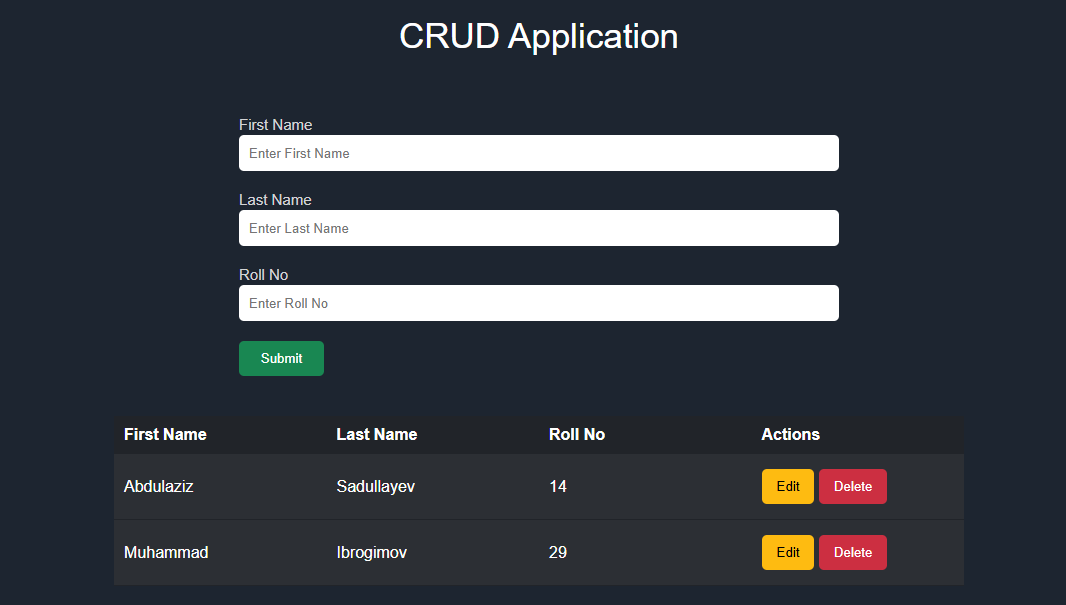 CRUD Application
First Name
Enter First Name
Last Name
Enter Last Name
Roll No
Enter Roll No
Submit
First Name Last Name Roll No Actions
Abdulaziz Sadullayev 14 Edit Delete
Muhammad Ibrogimov 29 Edit Delete